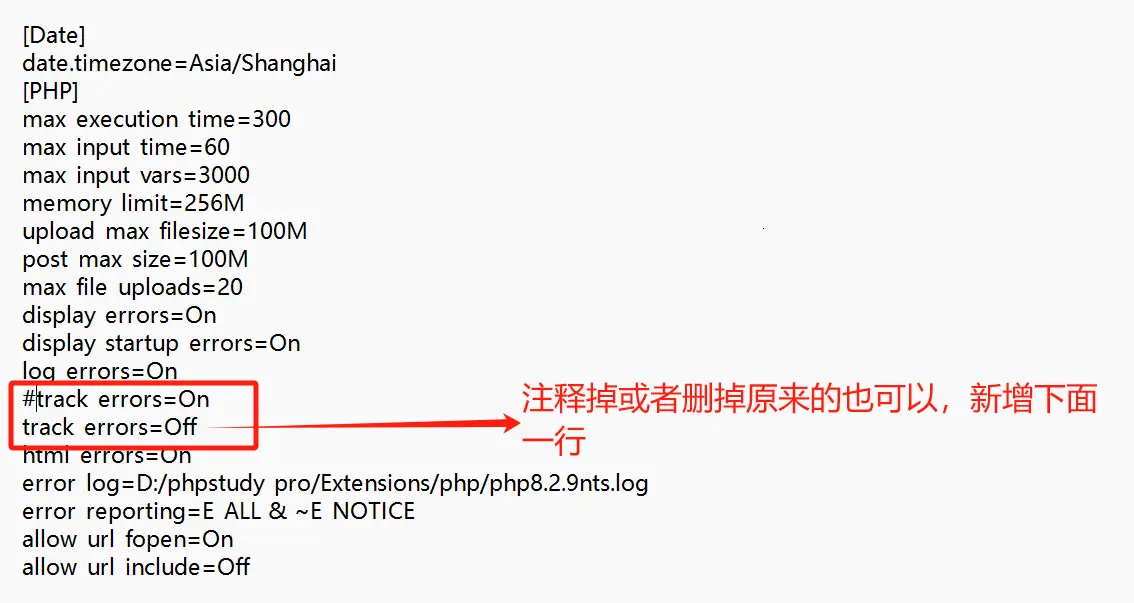 [Date]
date.timezone=Asia/Shanghai
[PHP]
max execution time=300
max input time=60
max input vars=3000
memory limit=256M
upload max filesize=100M
post max size=100M
max file uploads=20
display errors=On
display startup errors=On
log errors=On
#track errors=On
track errors=Off
注释掉或者删掉原来的也可以，新增下面
一行
html errors=On
error log=D:/phpstudy pro/Extensions/php/php8.2.9nts.log
error reporting=E ALL & ~E NOTICE
allow url fopen=On
allow url include=Off